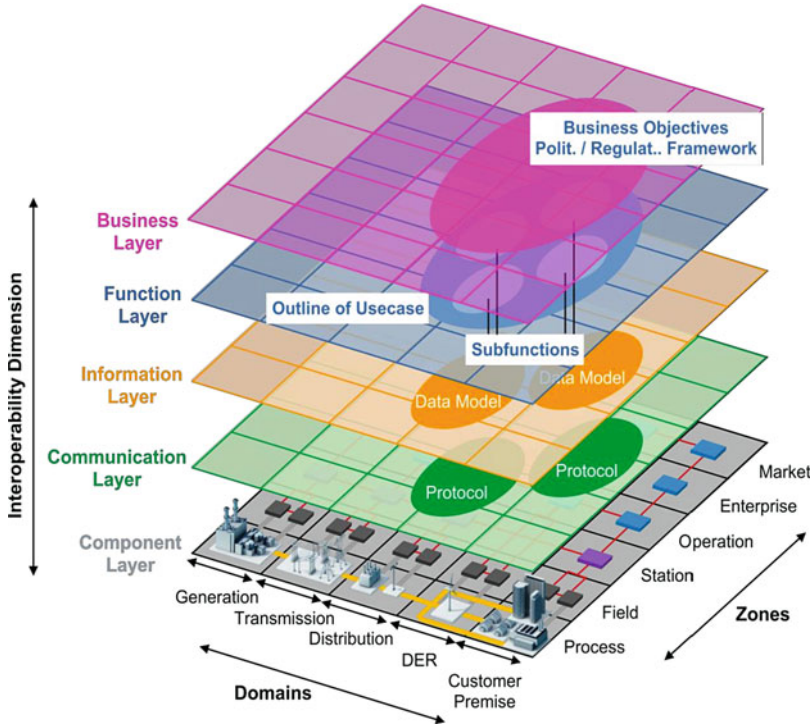 Business Objectives
Polit. / Regulat.. Framework
Interoperability Dimension
Business
Layer
Function
Layer
Outline of Usecase
Subfunctions
Information
Layer
Data Model
Data Model
Communication
Layer
Protocol
Protocol
Component
Layer
Market
Enterprise
Operation
Station
Field
Process
Zones
Generation
Transmission
Distribution
DER
Customer
Premise
Domains